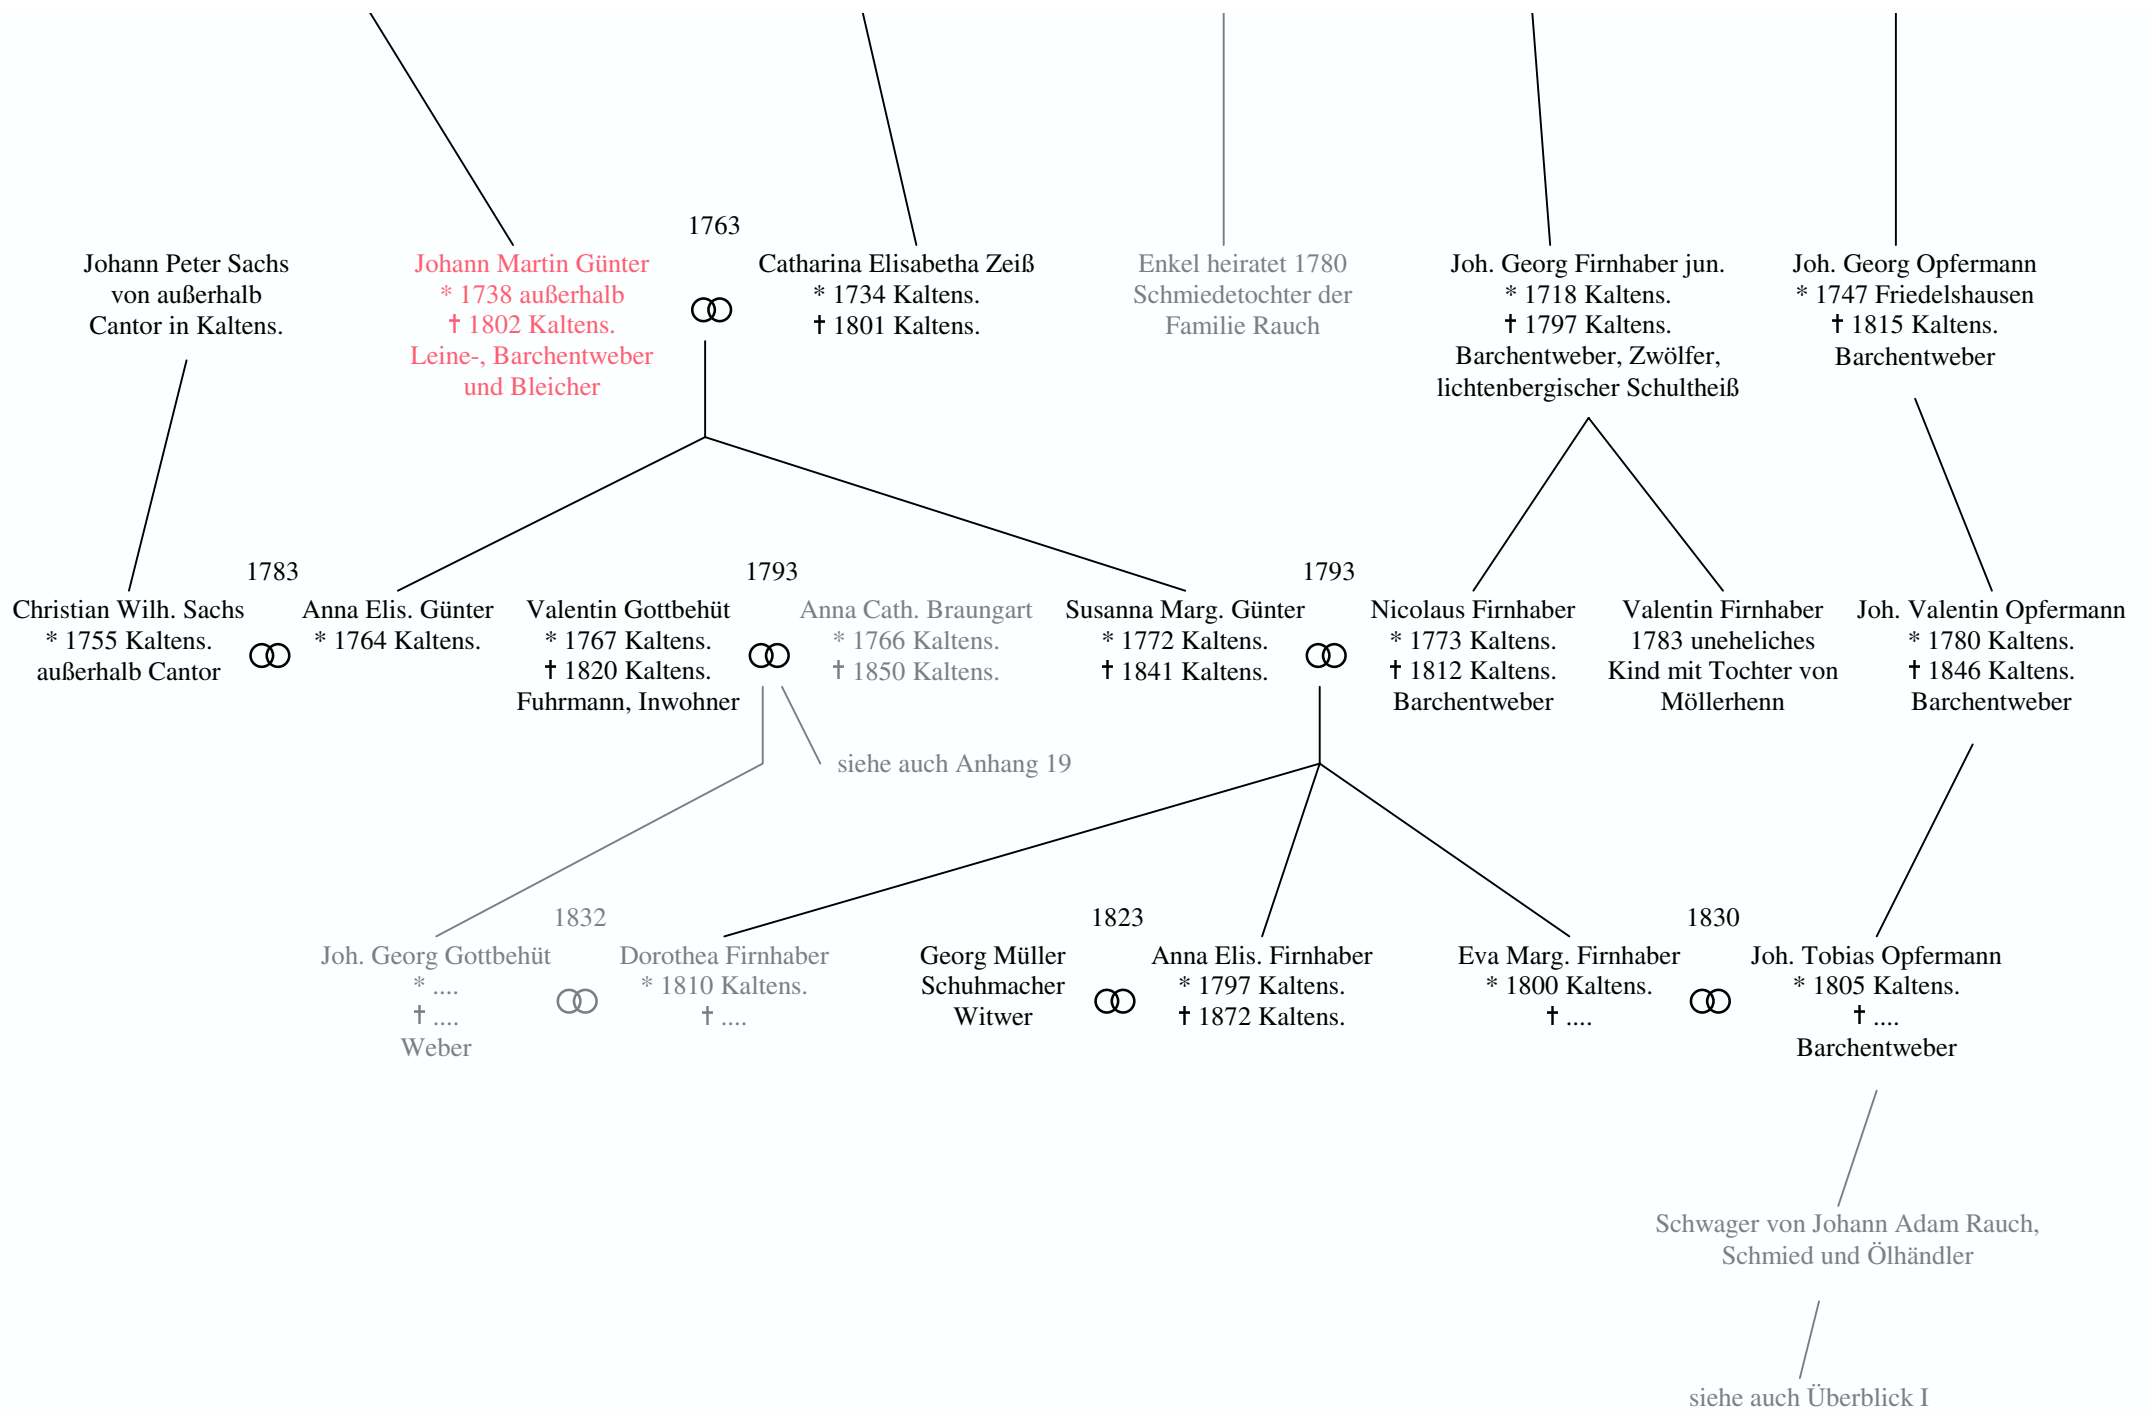 1763
Johann Peter Sachs
von außerhalb
Cantor in Kaltens.
Johann Martin Günter
* 1738 außerhalb
† 1802 Kaltens.
Leine-, Barchentweber
und Bleicher
Catharina Elisabetha Zeiß
* 1734 Kaltens.
† 1801 Kaltens.
Enkel heiratet 1780
Schmiedetochter der
Familie Rauch
Joh. Georg Firnhaber jun.
* 1718 Kaltens.
† 1797 Kaltens.
Barchentweber, Zwölfer,
lichtenbergischer Schultheiß
Joh. Georg Opfermann
* 1747 Friedelshausen
† 1815 Kaltens.
Barchentweber
1783
1793
1793
Christian Wilh. Sachs
* 1755 Kaltens.
außerhalb Cantor
Anna Elis. Günter
* 1764 Kaltens.
Valentin Gottbehüt
* 1767 Kaltens.
† 1820 Kaltens.
Fuhrmann, Inwohner
Anna Cath. Braungart
* 1766 Kaltens.
† 1850 Kaltens.
Susanna Marg. Günter
* 1772 Kaltens.
† 1841 Kaltens.
Nicolaus Firnhaber
* 1773 Kaltens.
† 1812 Kaltens.
Barchentweber
Valentin Firnhaber
1783 uneheliches
Kind mit Tochter von
Möllerhenn
Joh. Valentin Opfermann
* 1780 Kaltens.
† 1846 Kaltens.
Barchentweber
siehe auch Anhang 19
1832
1823
1830
Joh. Georg Gottbehüt
* ....
† ....
Weber
Dorothea Firnhaber
* 1810 Kaltens.
† ....
Georg Müller
Schuhmacher
Witwer
Anna Elis. Firnhaber
* 1797 Kaltens.
† 1872 Kaltens.
Eva Marg. Firnhaber
* 1800 Kaltens.
† ....
Joh. Tobias Opfermann
* 1805 Kaltens.
† ....
Barchentweber
Schwager von Johann Adam Rauch,
Schmied und Ölhändler
siehe auch Überblick I